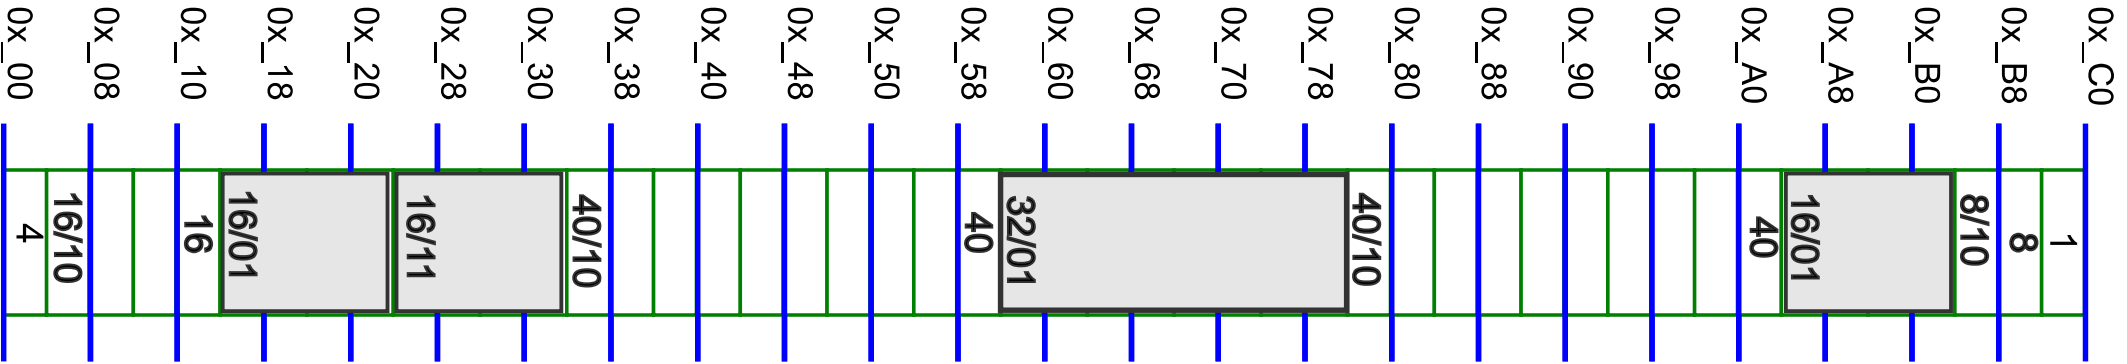 0x_00
0x_08
0x_10
0x_18
0x_20
0x_28
0x_30
0x_38
0x_40
0x_48
0x_50
0x_58
0x_60
0x_68
0x_70
0x_78
0x_80
0x_88
0x_90
0x_98
0x_A0
0x_A8
0x_B0
0x_B8
0x_C0
4
16/10
16
16/01
16/11
40/10
40
32/01
40/10
40
16/01
8/10
8
1